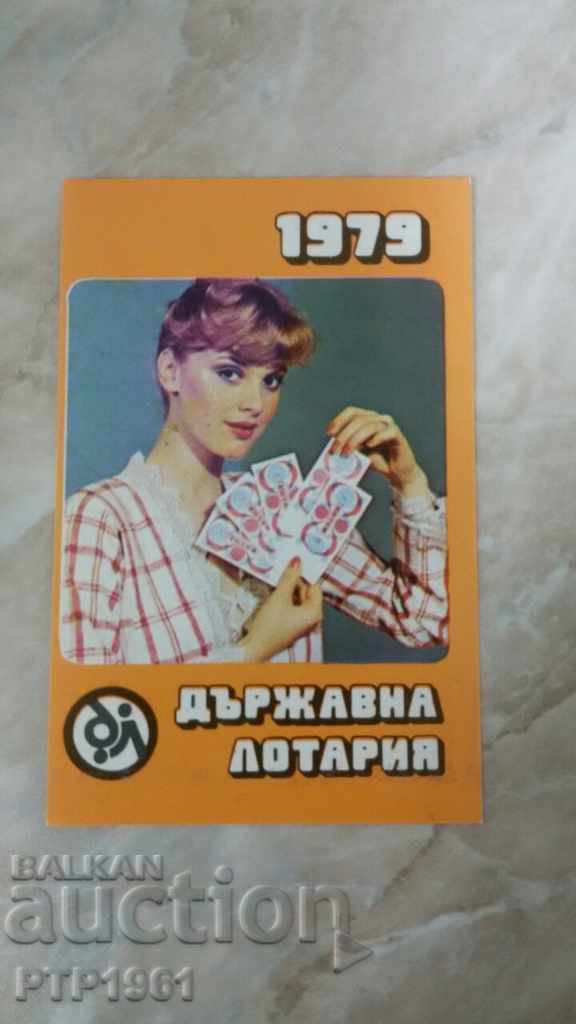 1979
ДЪРЖАВНА
ЛОТАРИЯ
BALKAN
auction
PTP1961